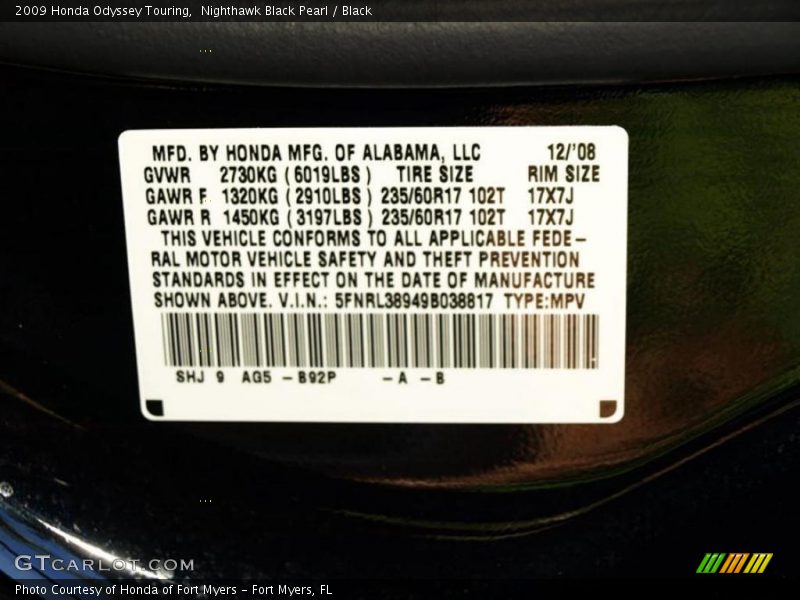 2009 Honda Odyssey Touring,  Nighthawk Black Pearl / Black
MFD. BY HONDA MFG. OF ALABAMA, LLC 12/'08
GVWR 2730KG (6019LBS) TIRE SIZE RIM SIZE
GAWR F 1320KG (2910LBS) 235/60R17 102T 17X7J
GAWR R 1450KG (3197LBS) 235/60R17 102T 17X7J
THIS VEHICLE CONFORMS TO ALL APPLICABLE FEDE-
RAL MOTOR VEHICLE SAFETY AND THEFT PREVENTION
STANDARDS IN EFFECT ON THE DATE OF MANUFACTURE
SHOWN ABOVE. V.I.N.: 5FNRL38949B038817 TYPE:MPV
SHJ 9 AG5 -B92P -A -B
GTCARLOT.COM
Photo Courtesy of Honda of Fort Myers - Fort Myers, FL